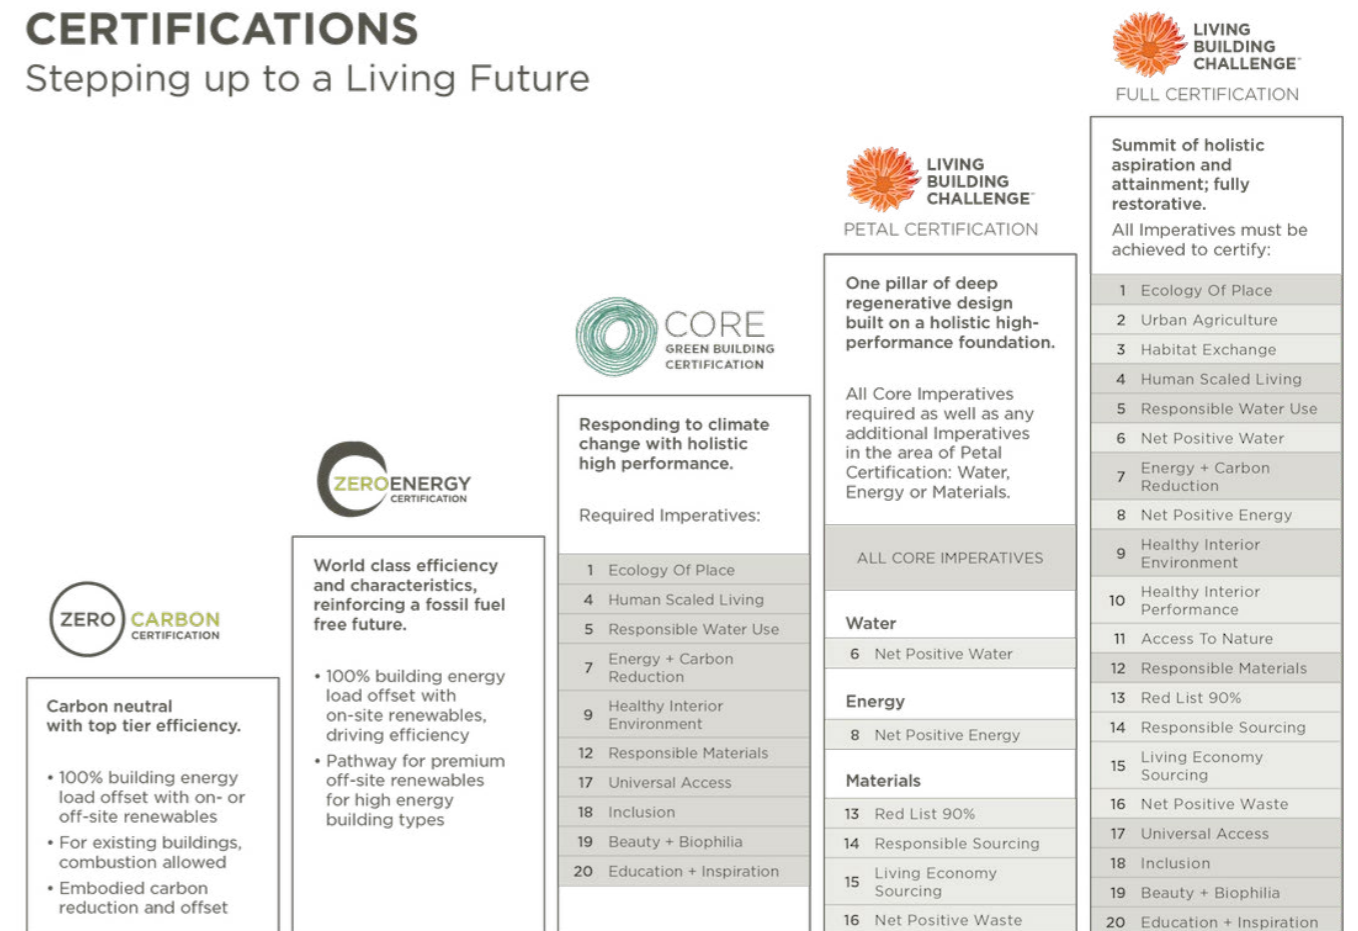 CERTIFICATIONS
Stepping up to a Living Future
ZERO CARBON
CERTIFICATION
Carbon neutral
with top tier efficiency.
• 100% building energy
load offset with on- or
off-site renewables
• For existing buildings,
combustion allowed
• Embodied carbon
reduction and offset
ZEROENERGY
CERTIFICATION
World class efficiency
and characteristics,
reinforcing a fossil fuel
free future.
• 100% building energy
load offset with
on-site renewables,
driving efficiency
• Pathway for premium
off-site renewables
for high energy
building types
CORE
GREEN BUILDING
CERTIFICATION
Responding to climate
change with holistic
high performance.
Required Imperatives:
1 Ecology Of Place
4 Human Scaled Living
5 Responsible Water Use
7 Energy + Carbon
Reduction
9 Healthy Interior
Environment
12 Responsible Materials
17 Universal Access
18 Inclusion
19 Beauty + Biophilia
20 Education + Inspiration
LIVING
BUILDING
CHALLENGE™
PETAL CERTIFICATION
One pillar of deep
regenerative design
built on a holistic high-
performance foundation.
All Core Imperatives
required as well as any
additional Imperatives
in the area of Petal
Certification: Water,
Energy or Materials.
ALL CORE IMPERATIVES
Water
6 Net Positive Water
Energy
8 Net Positive Energy
Materials
13 Red List 90%
14 Responsible Sourcing
15 Living Economy
Sourcing
16 Net Positive Waste
LIVING
BUILDING
CHALLENGE™
FULL CERTIFICATION
Summit of holistic
aspiration and
attainment; fully
restorative.
All Imperatives must be
achieved to certify:
1 Ecology Of Place
2 Urban Agriculture
3 Habitat Exchange
4 Human Scaled Living
5 Responsible Water Use
6 Net Positive Water
7 Energy + Carbon
Reduction
8 Net Positive Energy
9 Healthy Interior
Environment
10 Healthy Interior
Performance
11 Access To Nature
12 Responsible Materials
13 Red List 90%
14 Responsible Sourcing
15 Living Economy
Sourcing
16 Net Positive Waste
17 Universal Access
18 Inclusion
19 Beauty + Biophilia
20 Education + Inspiration